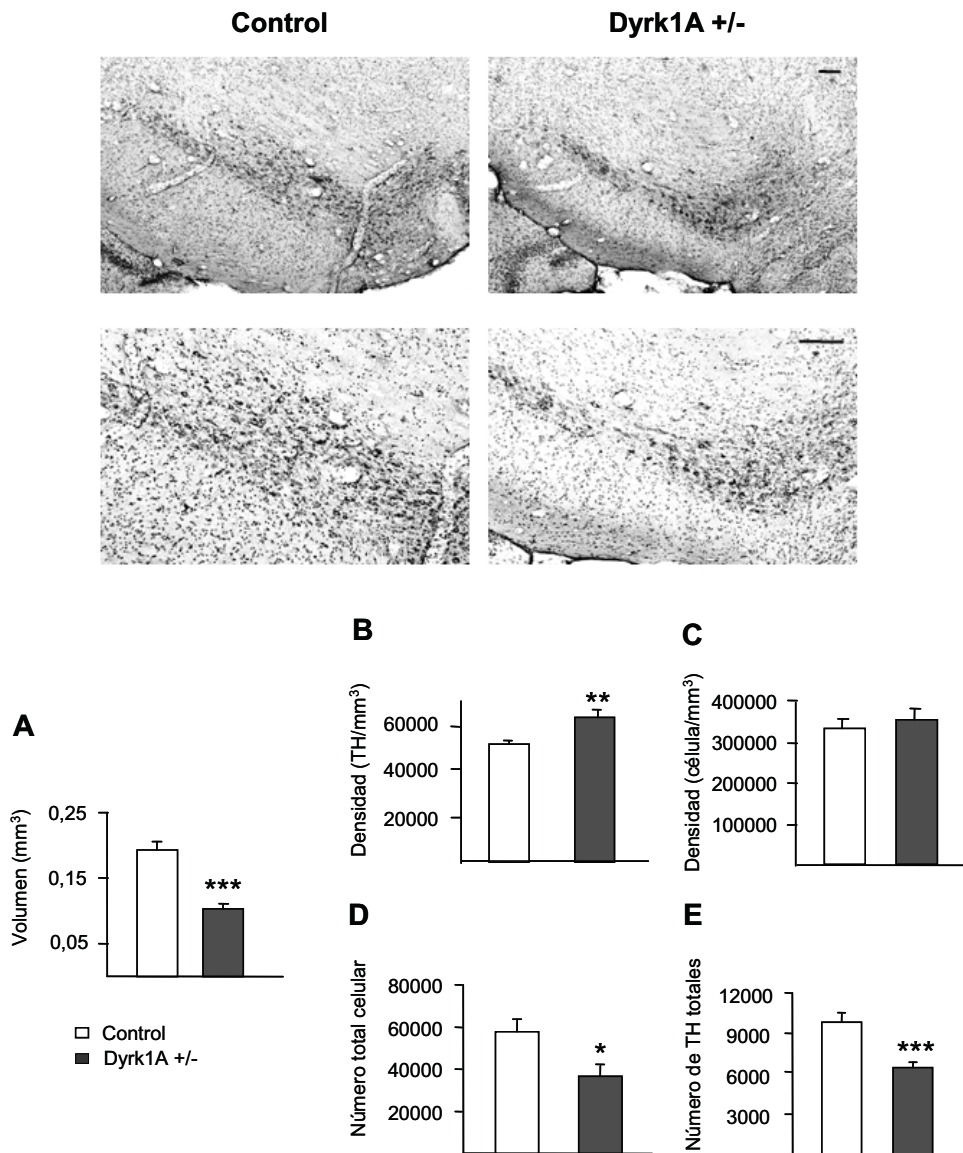 Control
Dyrk1A +/-
A
Volumen (mm³)
0,25
0,15
0,05
***
Control
Dyrk1A +/-
B
Densidad (TH/mm³)
60000
40000
20000
**
C
Densidad (célula/mm³)
400000
300000
200000
100000
D
Número total celular
80000
60000
40000
20000
*
E
Número de TH totales
12000
9000
6000
3000
***